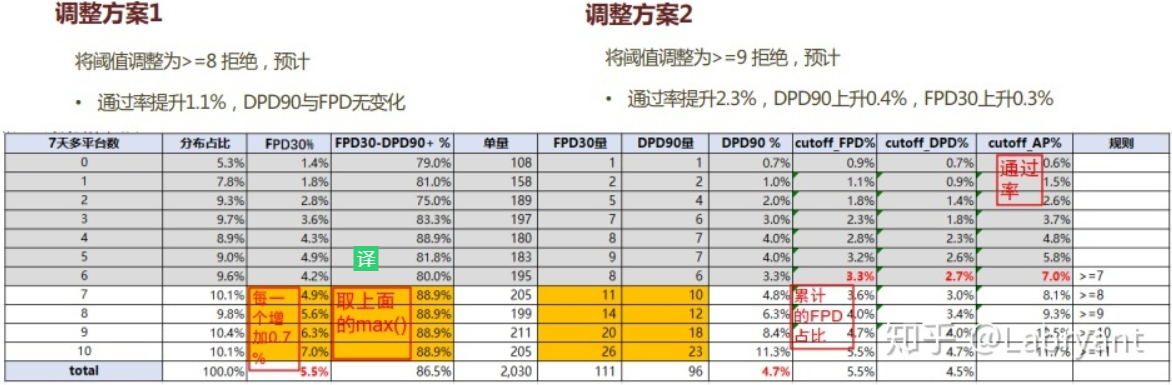 调整方案1
调整方案2
将阈值调整为>=8 拒绝，预计
将阈值调整为>=9 拒绝，预计
• 通过率提升1.1%，DPD90与FPD无变化
• 通过率提升2.3%，DPD90上升0.4%，FPD30上升0.3%
7天多平台数 分布占比 FPD30% FPD30-DPD90+ % 单量 FPD30量 DPD90量 DPD90 % cutoff_FPD% cutoff_DPD% cutoff_AP% 规则
0 5.3% 1.4% 79.0% 108 1 1 0.7% 0.9% 0.7% 0.6%
1 7.8% 1.8% 81.0% 158 2 2 1.0% 1.1% 0.9% 1.5%
2 9.3% 2.8% 75.0% 189 5 4 2.0% 1.8% 1.4% 2.6%
3 9.7% 3.6% 83.3% 197 7 6 3.0% 2.3% 1.8% 3.7%
4 8.9% 4.3% 88.9% 180 8 7 4.0% 2.8% 2.3% 4.8%
5 9.0% 4.9% 81.8% 183 9 7 4.0% 3.2% 2.6% 5.8%
6 9.6% 4.2% 80.0% 195 8 6 3.3% 3.3% 2.7% 7.0% >=7
7 10.1% 4.9% 88.9% 205 11 10 4.8% 3.6% 3.0% 8.1% >=8
8 9.8% 5.6% 88.9% 199 14 12 6.3% 4.0% 3.4% 9.3% >=9
9 10.4% 6.3% 88.9% 211 20 18 8.4% 4.7% 4.0%
10 10.1% 7.0% 88.9% 205 26 23 11.3% 5.5% 4.7% 11.7%
total 100.0% 5.5% 86.5% 2,030 111 96 4.7% 5.5% 4.5%
通过
率
译
每一
个增
加0.7
%
取上面
的max()
累计
的FPD
占比
知乎 @Labryant